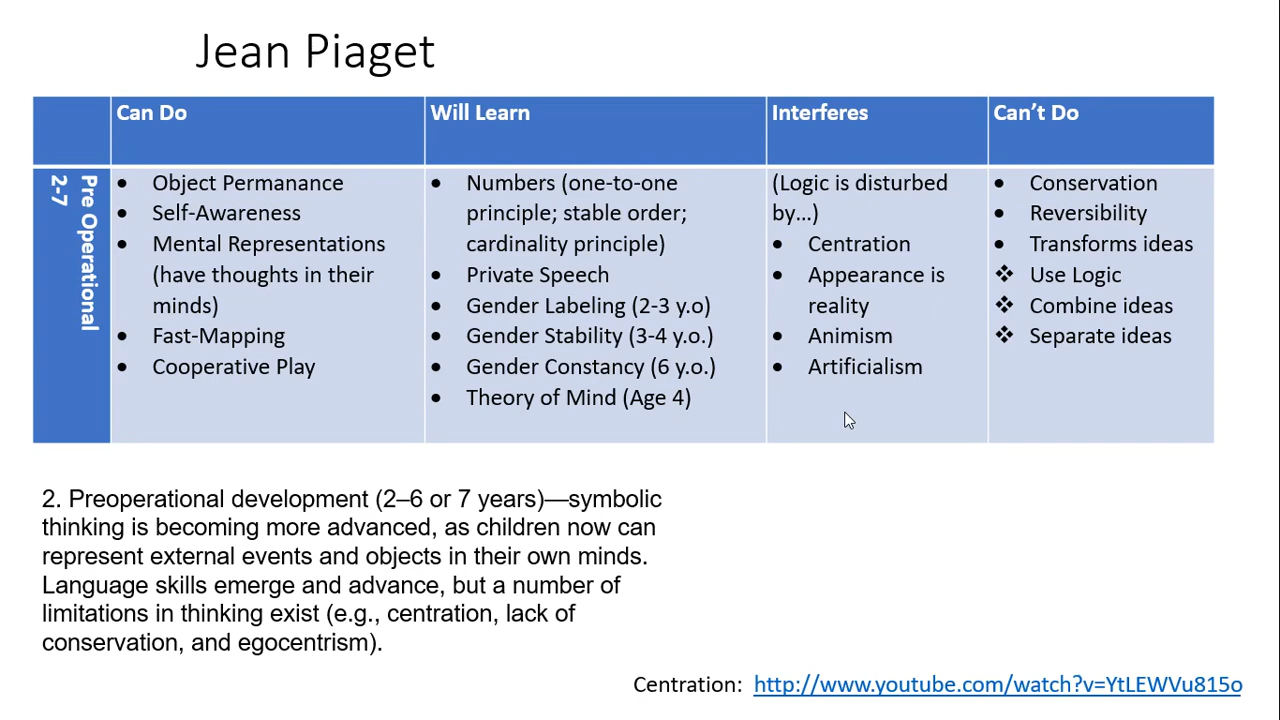 Jean Piaget
Can Do
Will Learn
Interferes
Can't Do
Pre Operational
2-7
• Object Permanance
• Self-Awareness
• Mental Representations
(have thoughts in their
minds)
• Fast-Mapping
• Cooperative Play
• Numbers (one-to-one
principle; stable order;
cardinality principle)
• Private Speech
• Gender Labeling (2-3 y.o)
• Gender Stability (3-4 y.o.)
• Gender Constancy (6 y.o.)
• Theory of Mind (Age 4)
(Logic is disturbed
by...)
• Centration
• Appearance is
reality
• Animism
• Artificialism
• Conservation
• Reversibility
• Transforms ideas
❖ Use Logic
❖ Combine ideas
❖ Separate ideas
2. Preoperational development (2–6 or 7 years)—symbolic
thinking is becoming more advanced, as children now can
represent external events and objects in their own minds.
Language skills emerge and advance, but a number of
limitations in thinking exist (e.g., centration, lack of
conservation, and egocentrism).
Centration: http://www.youtube.com/watch?v=YtLEWVu815o